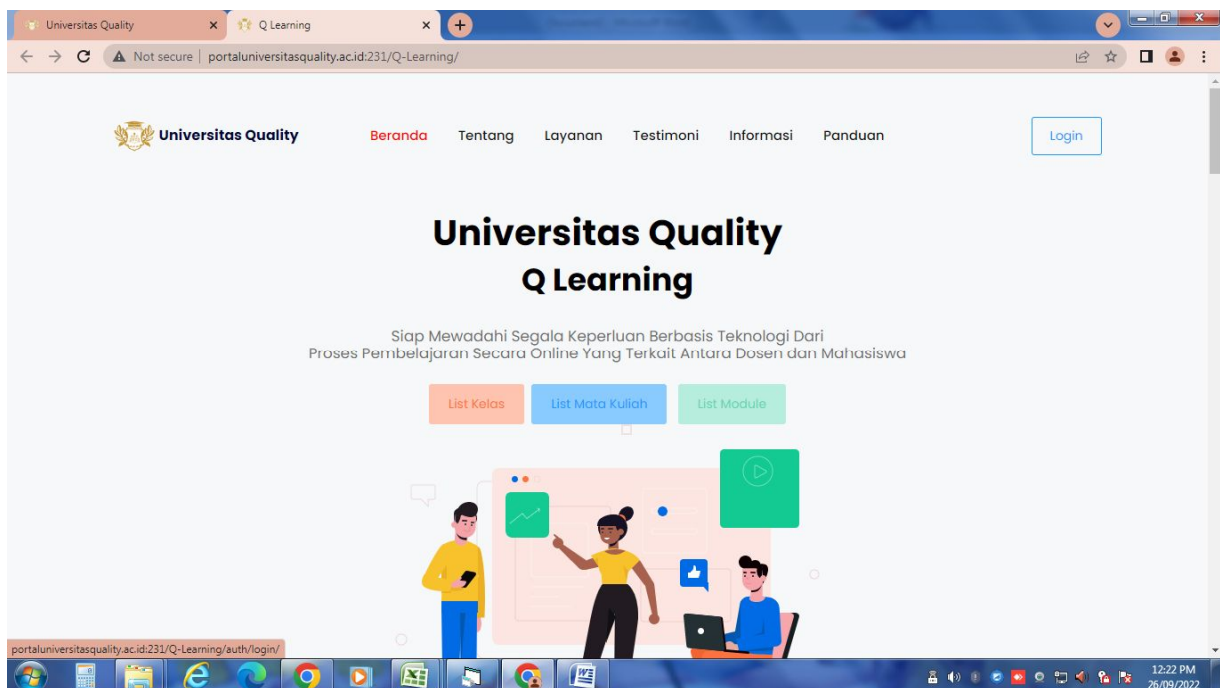 Universitas Quality
Q Learning
Not secure | portaluniversitasquality.ac.id:231/Q-Learning/
Universitas Quality
Beranda Tentang Layanan Testimoni Informasi Panduan
Login
Universitas Quality
Q Learning
Siap Mewadahi Segala Keperluan Berbasis Teknologi Dari
Proses Pembelajaran Secara Online Yang Terkait Antara Dosen dan Mahasiswa
List Kelas List Mata Kuliah List Module
portaluniversitasquality.ac.id:231/Q-Learning/auth/login/
12:22 PM
26/09/2022